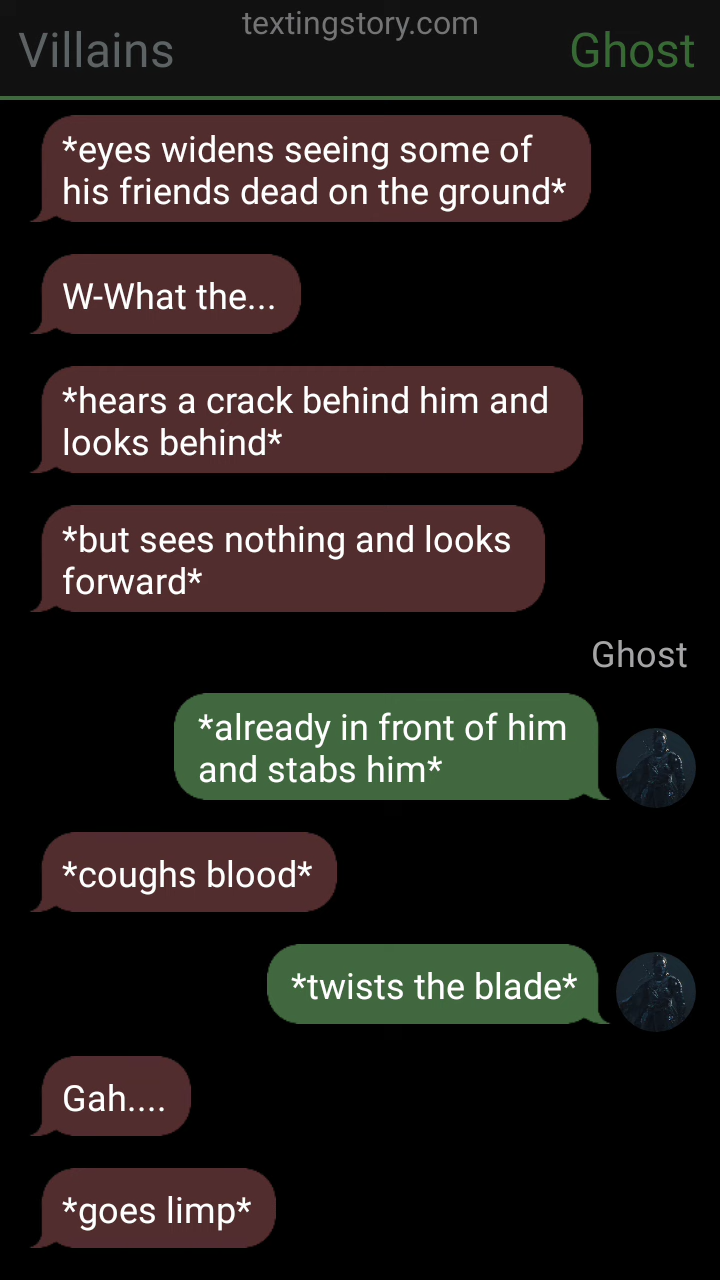 textingstory.com
Villains
Ghost
*eyes widens seeing some of
his friends dead on the ground*
W-What the...
*hears a crack behind him and
looks behind*
*but sees nothing and looks
forward*
Ghost
*already in front of him
and stabs him*
*coughs blood*
*twists the blade*
Gah....
*goes limp*